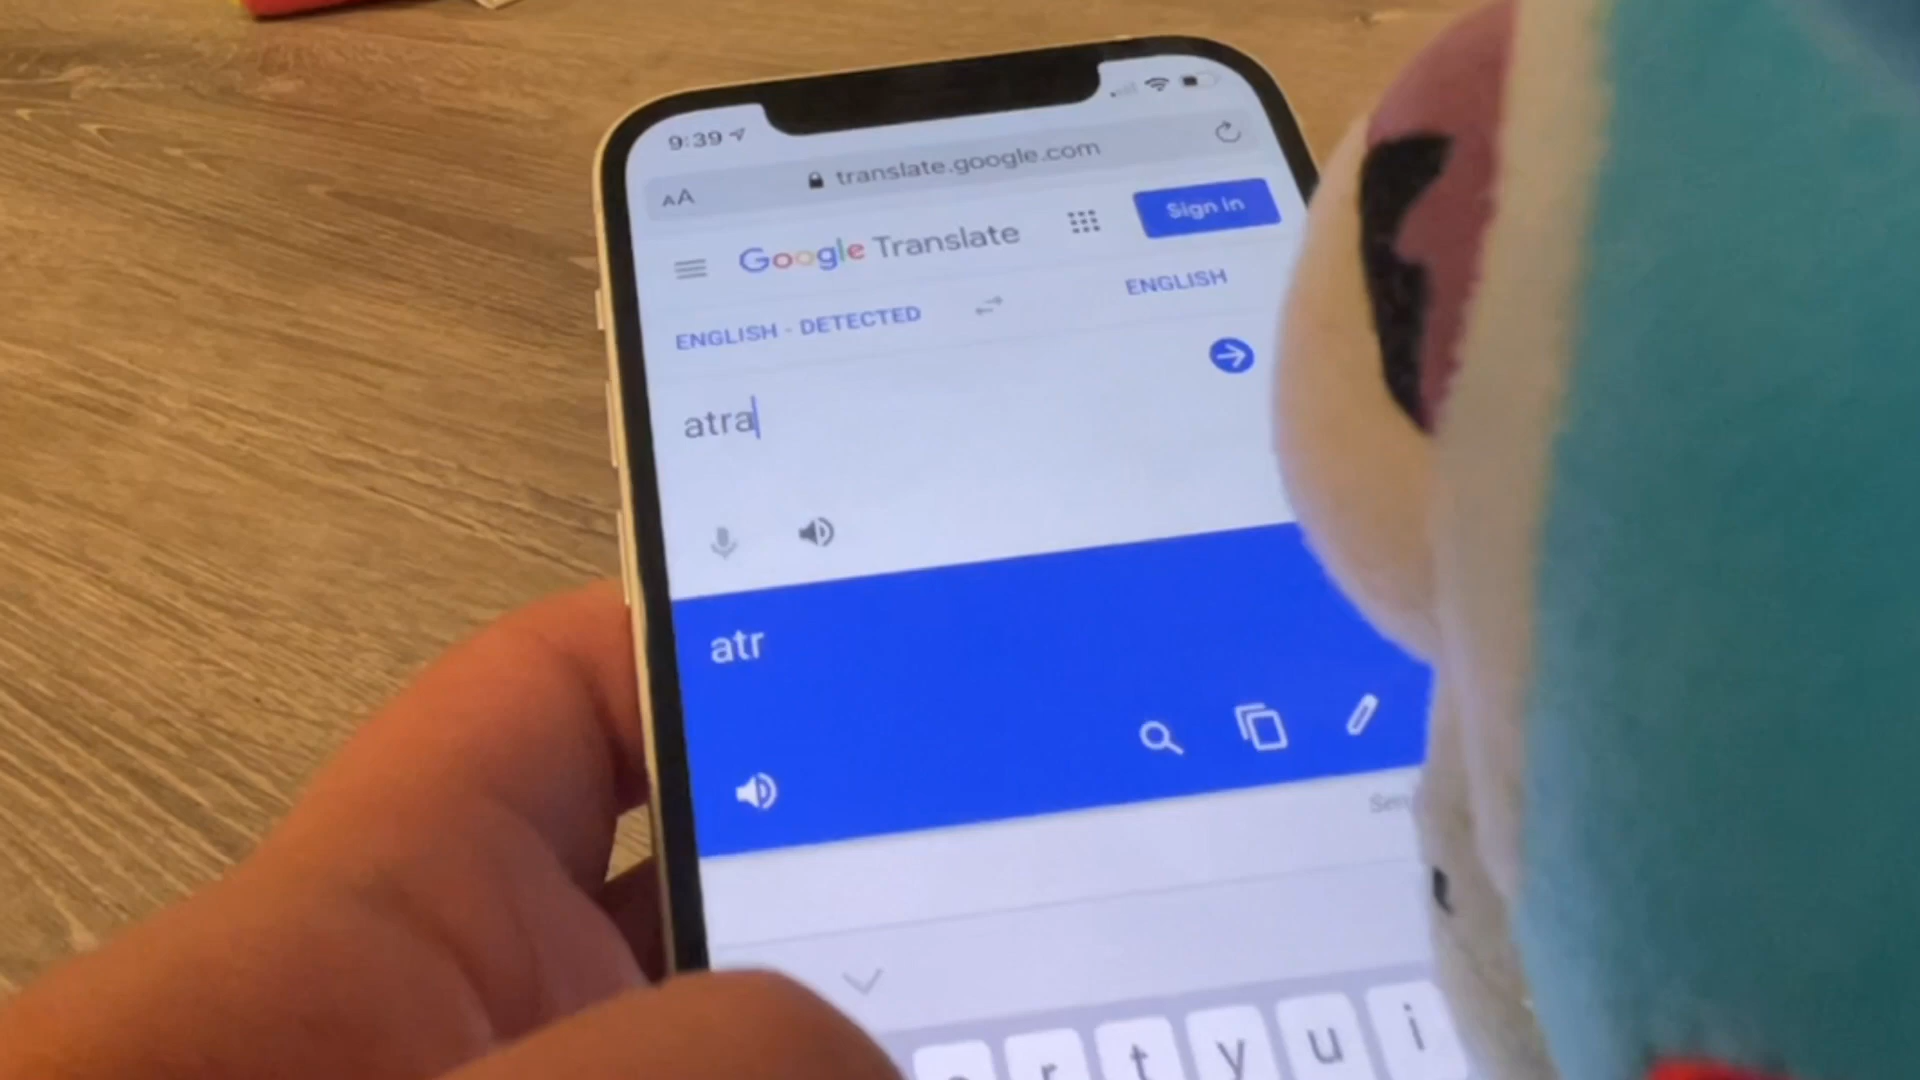 9:39
AA translate.google.com
Google Translate
Sign in
ENGLISH - DETECTED
ENGLISH
atra
atr
r t y u i